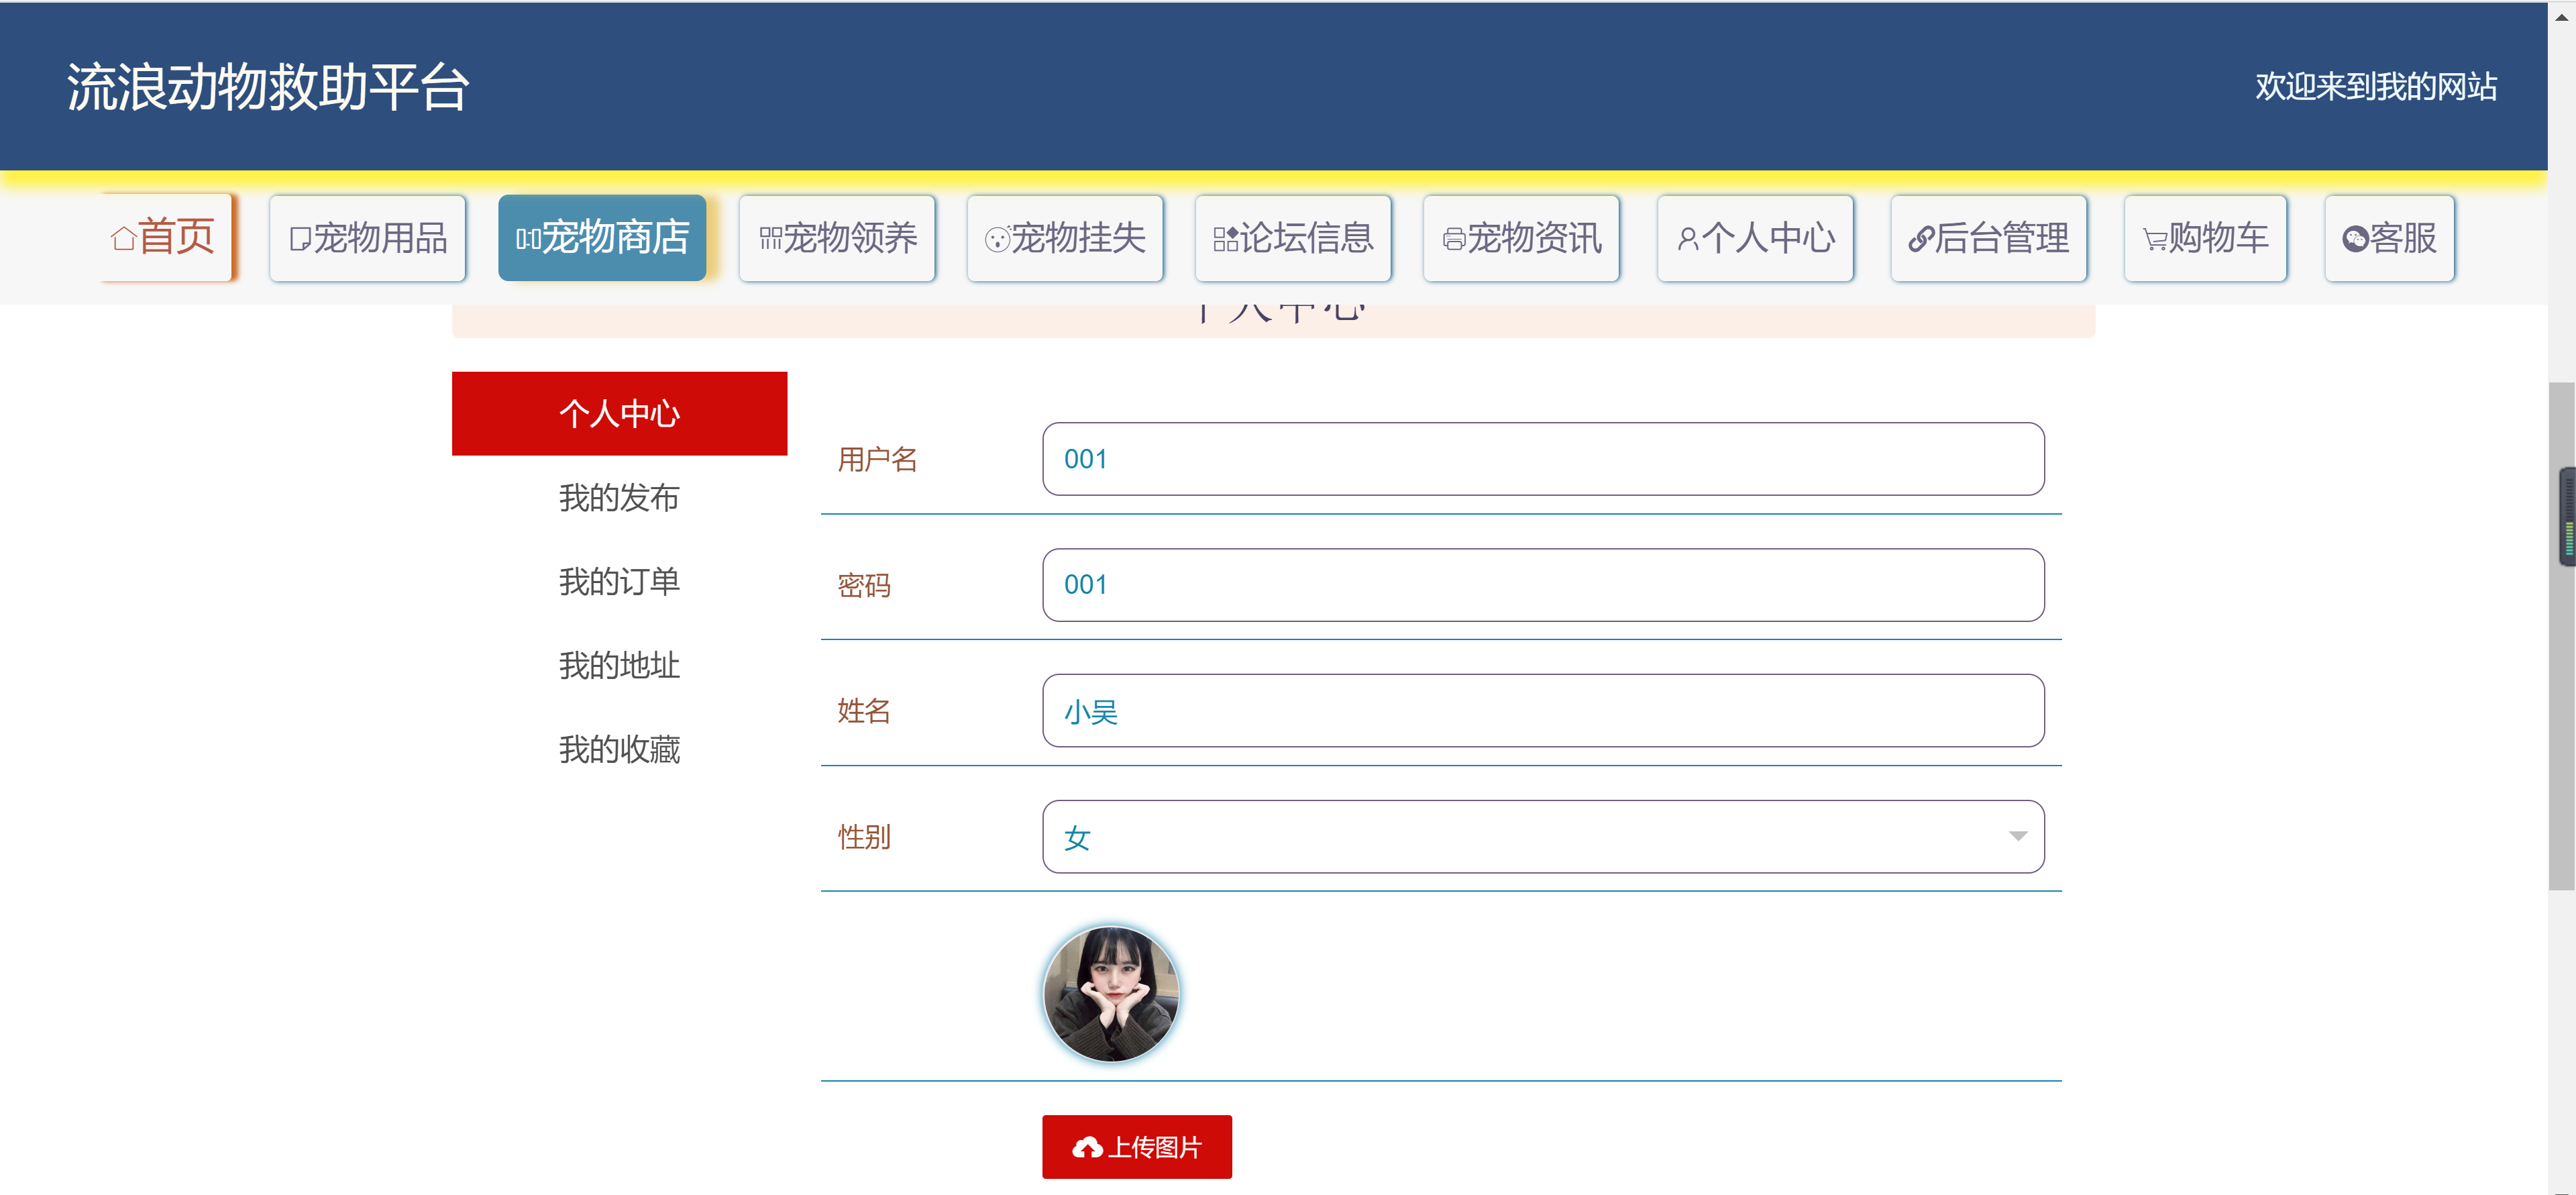 流浪动物救助平台
欢迎来到我的网站
首页 宠物用品 宠物商店 宠物领养 宠物挂失 论坛信息 宠物资讯 个人中心 后台管理 购物车 客服
个人中心
个人中心
我的发布
我的订单
我的地址
我的收藏
用户名 001
密码 001
姓名 小吴
性别 女
上传图片